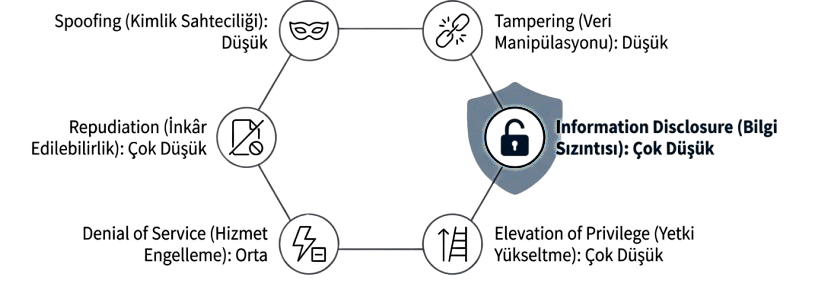 Spoofing (Kimlik Sahteciliği):
Düşük
Tampering (Veri
Manipülasyonu): Düşük
Repudiation (İnkâr
Edilebilirlik): Çok Düşük
Information Disclosure (Bilgi
Sızıntısı): Çok Düşük
Denial of Service (Hizmet
Engelleme): Orta
Elevation of Privilege (Yetki
Yükseltme): Çok Düşük